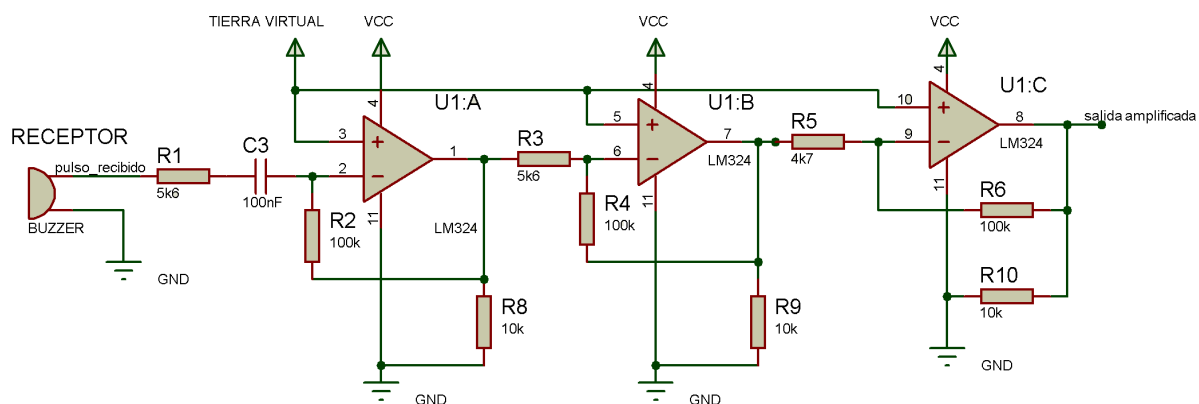 TIERRA VIRTUAL
VCC
VCC
VCC
RECEPTOR
pulso_recibido
BUZZER
GND
R1
5k6
C3
100nF
3
2
4
11
1
U1:A
LM324
R2
100k
R8
10k
GND
R3
5k6
5
6
4
11
7
U1:B
LM324
R4
100k
R9
10k
GND
R5
4k7
10
9
4
11
8
U1:C
LM324
salida amplificada
R6
100k
R10
10k
GND